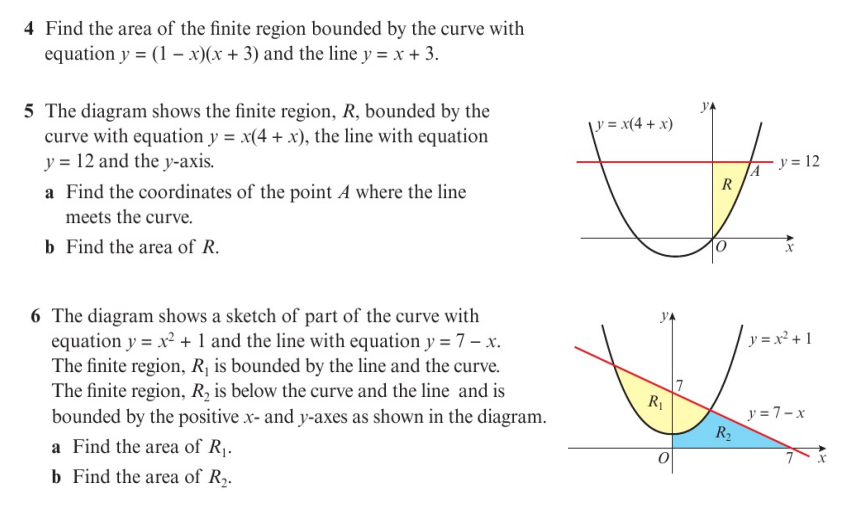 4 Find the area of the finite region bounded by the curve with
equation y = (1 − x)(x + 3) and the line y = x + 3.
5 The diagram shows the finite region, R, bounded by the
curve with equation y = x(4 + x), the line with equation
y = 12 and the y-axis.
a Find the coordinates of the point A where the line
meets the curve.
b Find the area of R.
y
y = x(4 + x)
y = 12
A
R
O
x
6 The diagram shows a sketch of part of the curve with
equation y = x² + 1 and the line with equation y = 7 − x.
The finite region, R₁ is bounded by the line and the curve.
The finite region, R₂ is below the curve and the line and is
bounded by the positive x- and y-axes as shown in the diagram.
a Find the area of R₁.
b Find the area of R₂.
y
y = x² + 1
7
R₁
y = 7 − x
R₂
O
7
x